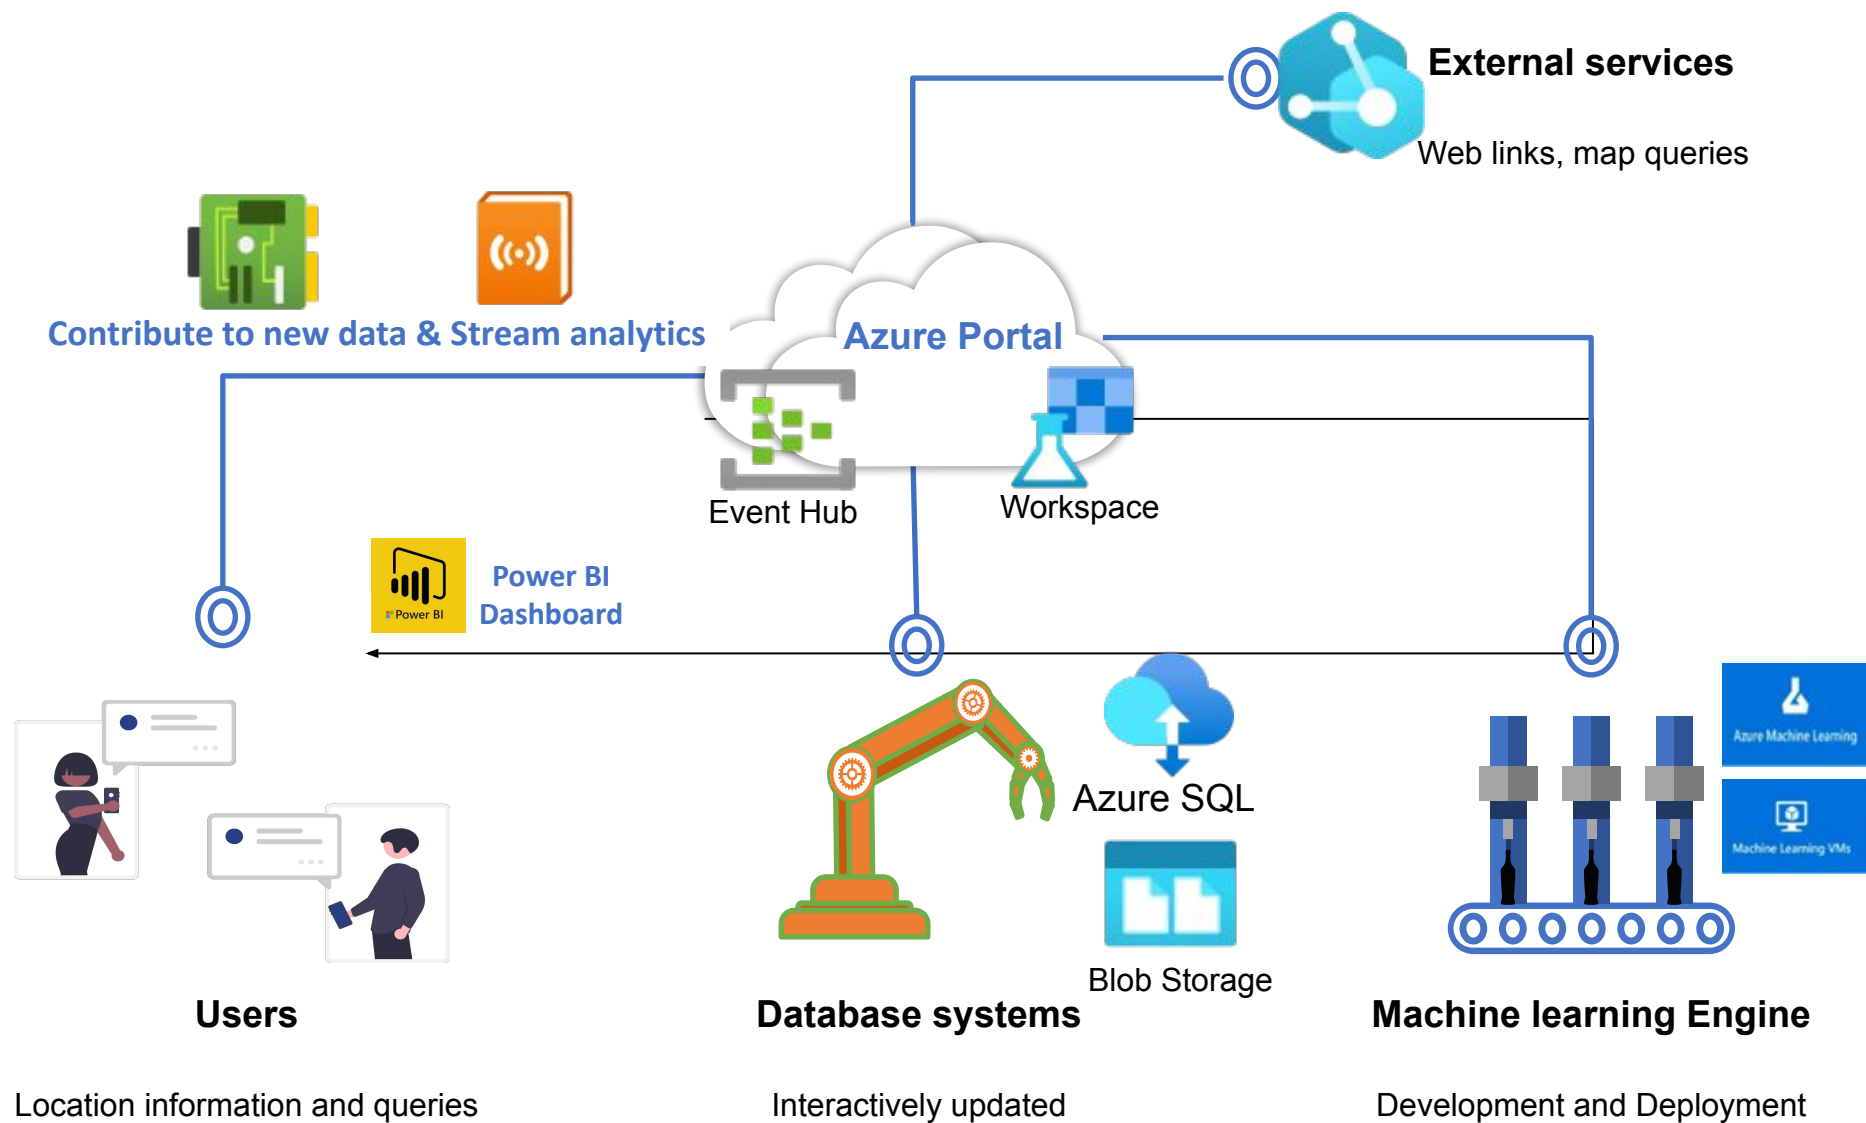 External services
Web links, map queries
Contribute to new data & Stream analytics
Azure Portal
Event Hub
Workspace
Power BI
Power BI
Dashboard
Azure Machine Learning
Azure SQL
Machine Learning VMs
Blob Storage
Users
Database systems
Machine learning Engine
Location information and queries
Interactively updated
Development and Deployment